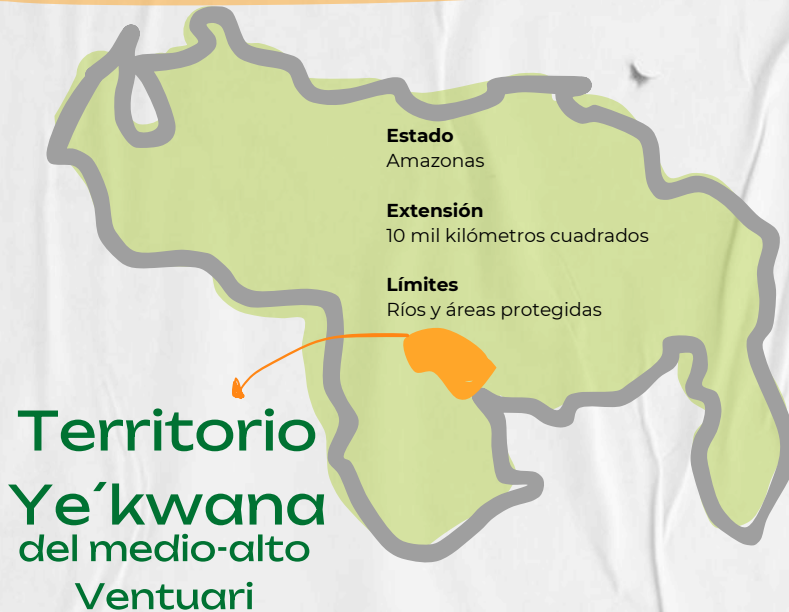 Estado
Amazonas
Extensión
10 mil kilómetros cuadrados
Límites
Ríos y áreas protegidas
Territorio
Ye´kwana
del medio-alto
Ventuari